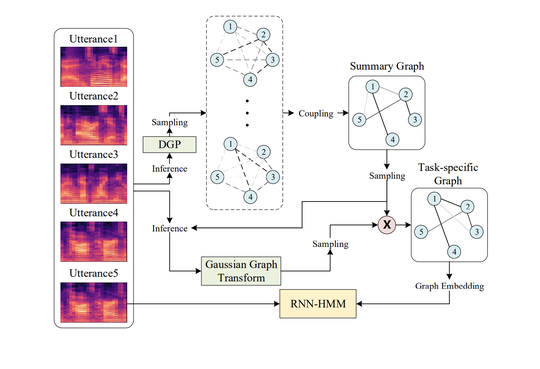 Utterance1
Utterance2
Utterance3
Utterance4
Utterance5
Sampling
DGP
Inference
1
2
5
3
4
1
2
5
3
4
Coupling
Summary Graph
1
2
5
3
4
Sampling
Task-specific
Graph
1
2
5
3
4
X
Inference
Sampling
Gaussian Graph
Transform
Graph Embedding
RNN-HMM